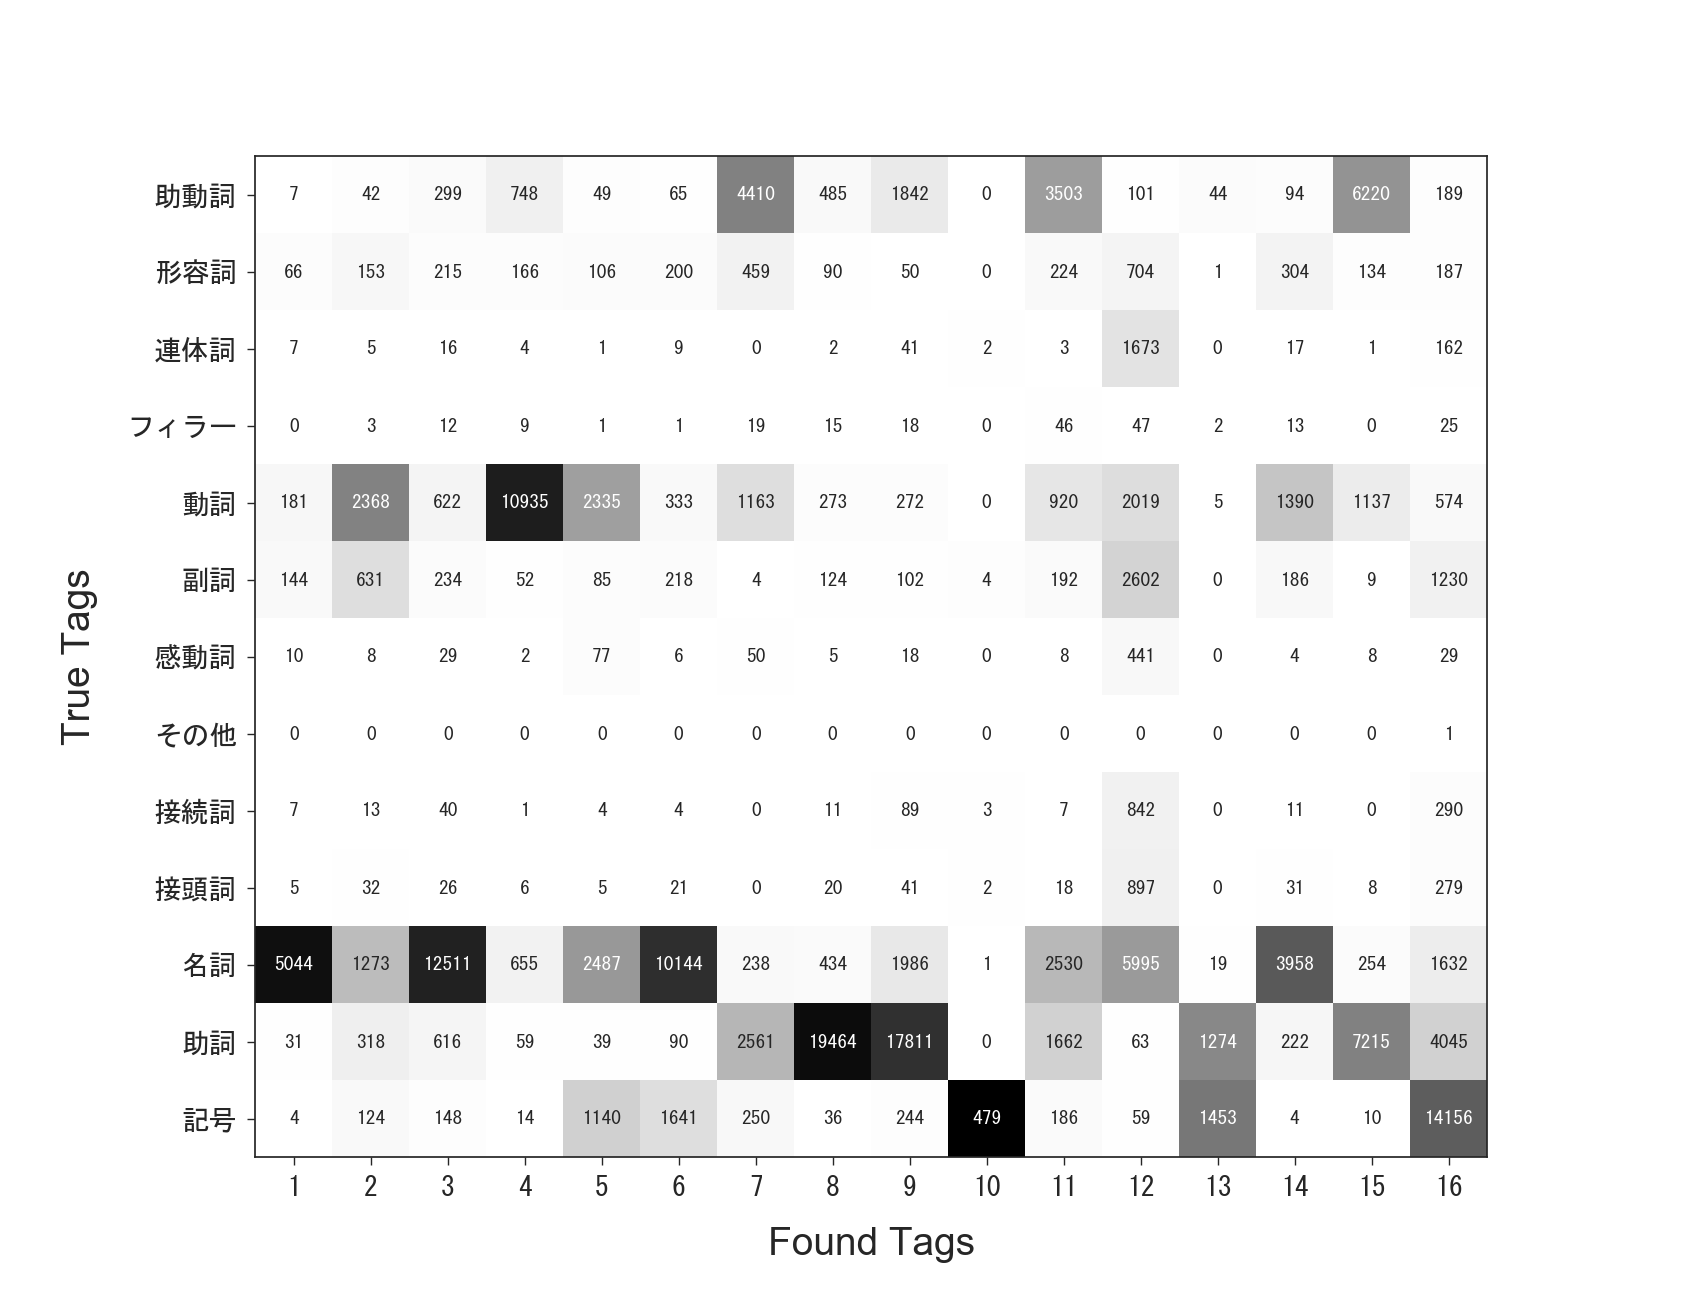 助動詞 7 42 299 748 49 65 4410 485 1842 0 3503 101 44 94 6220 189
形容詞 66 153 215 166 106 200 459 90 50 0 224 704 1 304 134 187
連体詞 7 5 16 4 1 9 0 2 41 2 3 1673 0 17 1 162
フィラー 0 3 12 9 1 1 19 15 18 0 46 47 2 13 0 25
動詞 181 2368 622 10935 2335 333 1163 273 272 0 920 2019 5 1390 1137 574
副詞 144 631 234 52 85 218 4 124 102 4 192 2602 0 186 9 1230
感動詞 10 8 29 2 77 6 50 5 18 0 8 441 0 4 8 29
その他 0 0 0 0 0 0 0 0 0 0 0 0 0 0 0 1
接続詞 7 13 40 1 4 4 0 11 89 3 7 842 0 11 0 290
接頭詞 5 32 26 6 5 21 0 20 41 2 18 897 0 31 8 279
名詞 5044 1273 12511 655 2487 10144 238 434 1986 1 2530 5995 19 3958 254 1632
助詞 31 318 616 59 39 90 2561 19464 17811 0 1662 63 1274 222 7215 4045
記号 4 124 148 14 1140 1641 250 36 244 479 186 59 1453 4 10 14156
1 2 3 4 5 6 7 8 9 10 11 12 13 14 15 16
Found Tags
True Tags